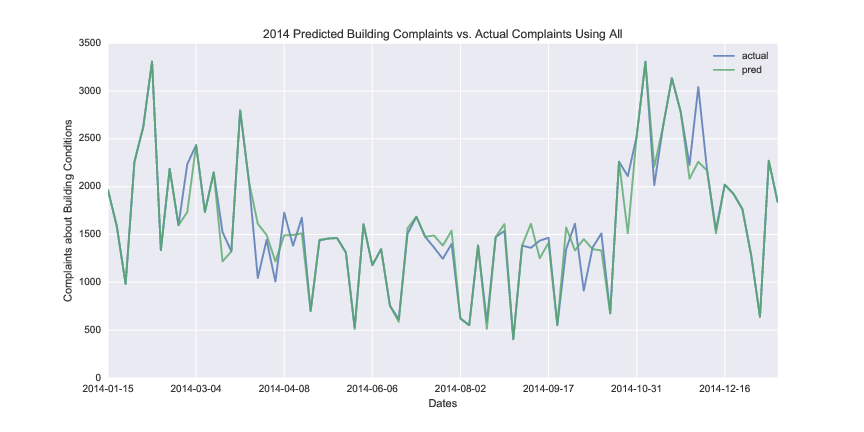 2014 Predicted Building Complaints vs. Actual Complaints Using All
actual
pred
Complaints about Building Conditions
3500
3000
2500
2000
1500
1000
500
0
2014-01-15 2014-03-04 2014-04-08 2014-06-06 2014-08-02 2014-09-17 2014-10-31 2014-12-16
Dates